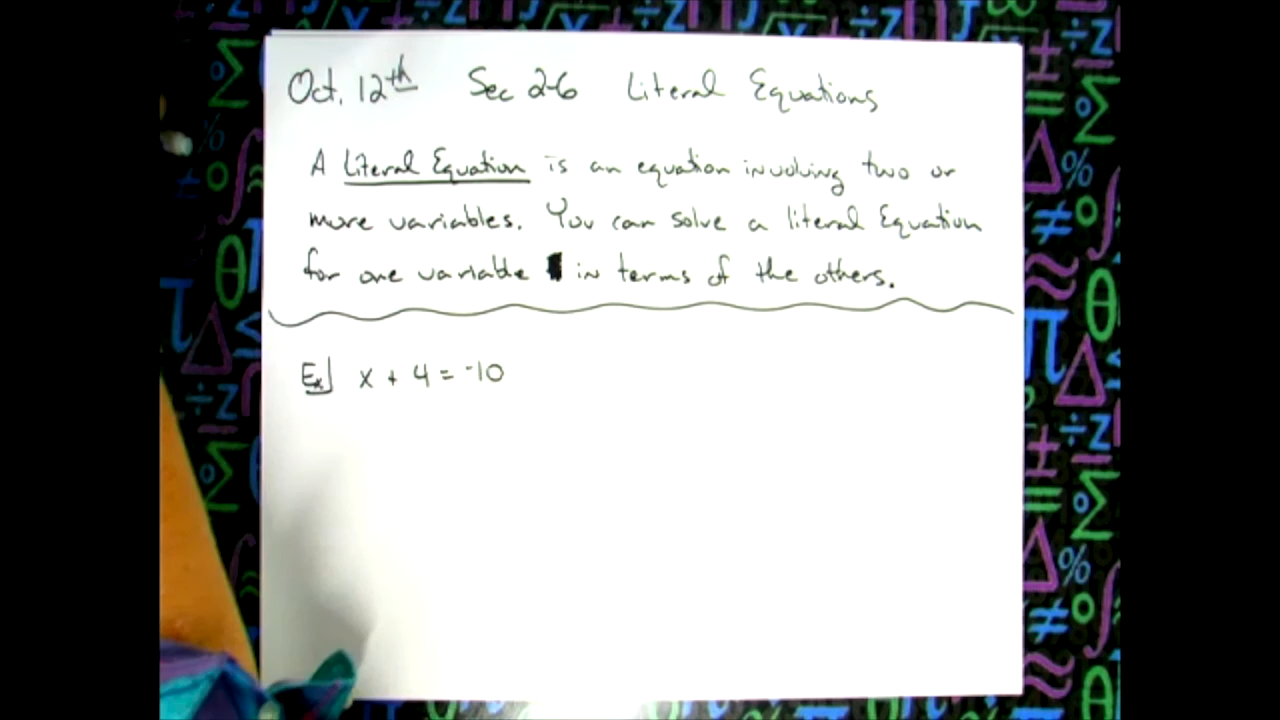 Oct. 12th Sec 2-6 Literal Equations
A Literal Equation is an equation involving two or
more variables. You can solve a literal Equation
for one variable in terms of the others.
Ex] x + 4 = -10